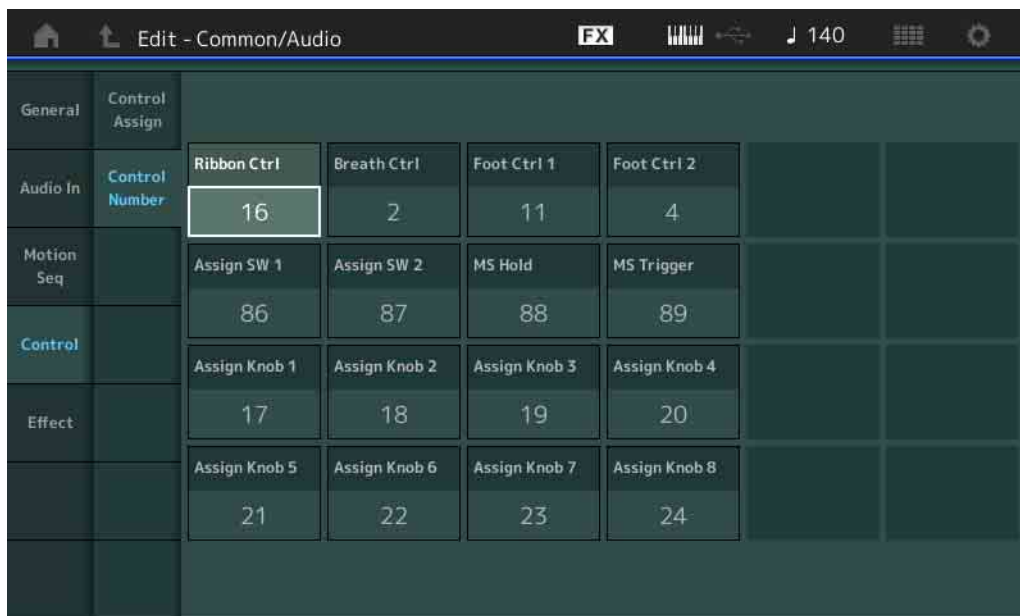 Edit - Common/Audio
FX
♩ 140
General
Audio In
Motion
Seq
Control
Effect
Control
Assign
Control
Number
Ribbon Ctrl
Breath Ctrl
Foot Ctrl 1
Foot Ctrl 2
16
2
11
4
Assign SW 1
Assign SW 2
MS Hold
MS Trigger
86
87
88
89
Assign Knob 1
Assign Knob 2
Assign Knob 3
Assign Knob 4
17
18
19
20
Assign Knob 5
Assign Knob 6
Assign Knob 7
Assign Knob 8
21
22
23
24